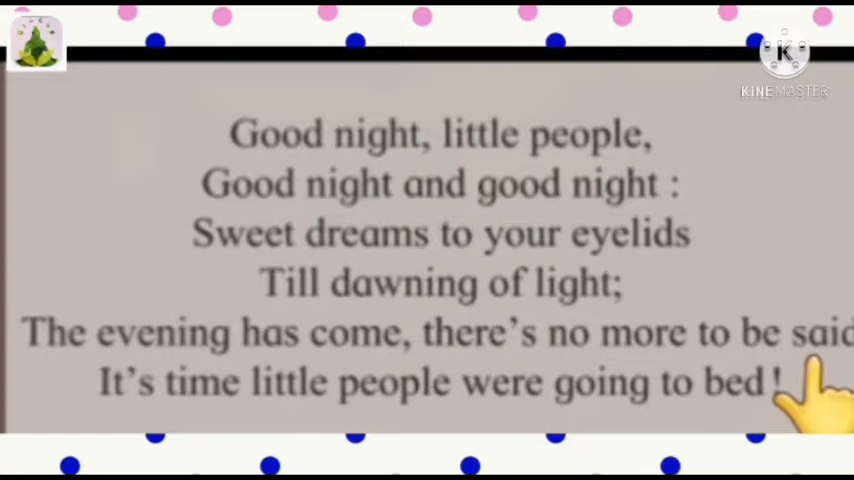 KINEMASTER
Good night, little people,
Good night and good night :
Sweet dreams to your eyelids
Till dawning of light;
The evening has come, there's no more to be said
It's time little people were going to bed!